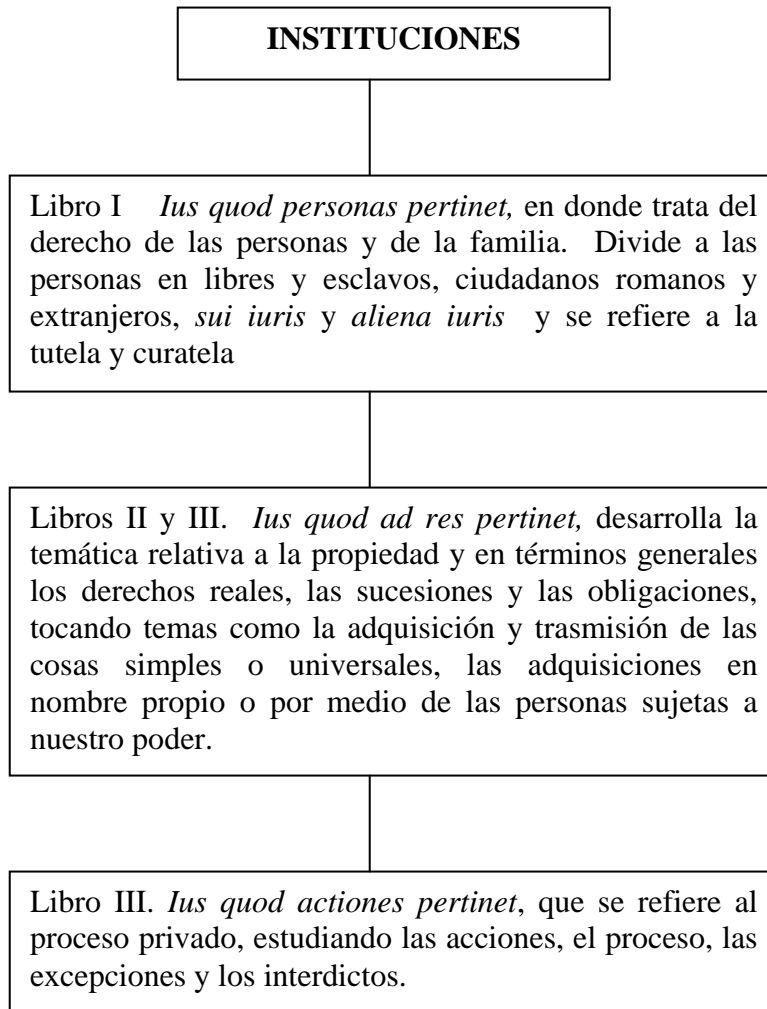 INSTITUCIONES
Libro I Ius quod personas pertinet, en donde trata del
derecho de las personas y de la familia. Divide a las
personas en libres y esclavos, ciudadanos romanos y
extranjeros, sui iuris y aliena iuris y se refiere a la
tutela y curatela
Libros II y III. Ius quod ad res pertinet, desarrolla la
temática relativa a la propiedad y en términos generales
los derechos reales, las sucesiones y las obligaciones,
tocando temas como la adquisición y trasmisión de las
cosas simples o universales, las adquisiciones en
nombre propio o por medio de las personas sujetas a
nuestro poder.
Libro III. Ius quod actiones pertinet, que se refiere al
proceso privado, estudiando las acciones, el proceso, las
excepciones y los interdictos.